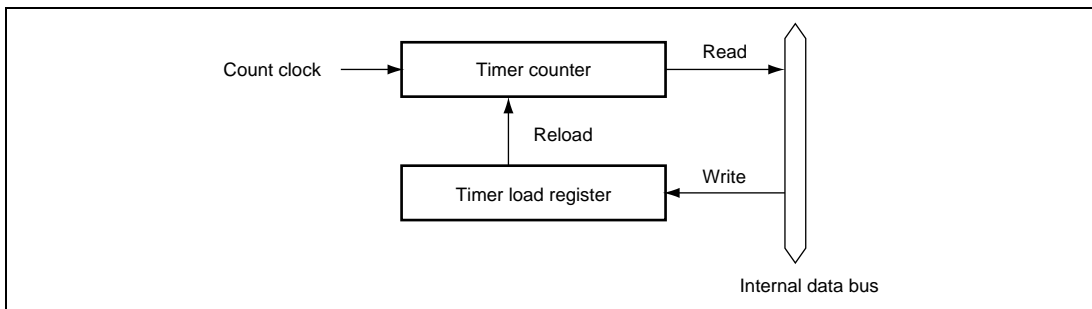 Count clock
Timer counter
Read
Reload
Timer load register
Write
Internal data bus